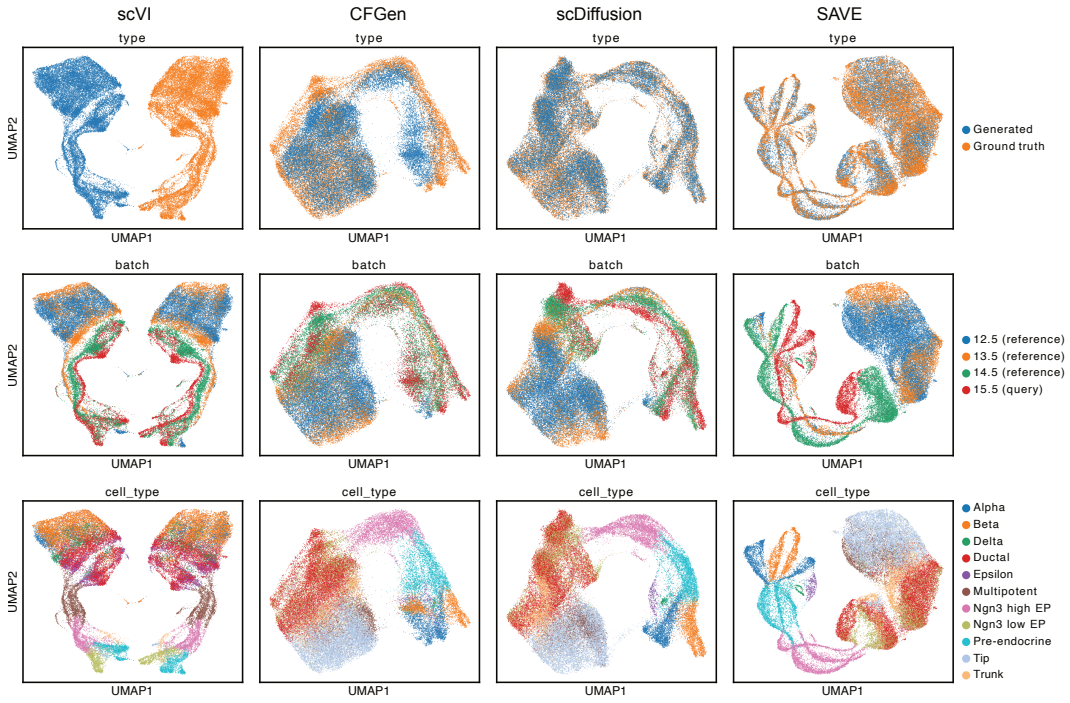 scVI CFGen scDiffusion SAVE
type type type type
UMAP2
Generated
Ground truth
UMAP1 UMAP1 UMAP1 UMAP1
batch batch batch batch
UMAP2
12.5 (reference)
13.5 (reference)
14.5 (reference)
15.5 (query)
UMAP1 UMAP1 UMAP1 UMAP1
cell_type cell_type cell_type cell_type
UMAP2
Alpha
Beta
Delta
Ductal
Epsilon
Multipotent
Ngn3 high EP
Ngn3 low EP
Pre-endocrine
Tip
Trunk
UMAP1 UMAP1 UMAP1 UMAP1